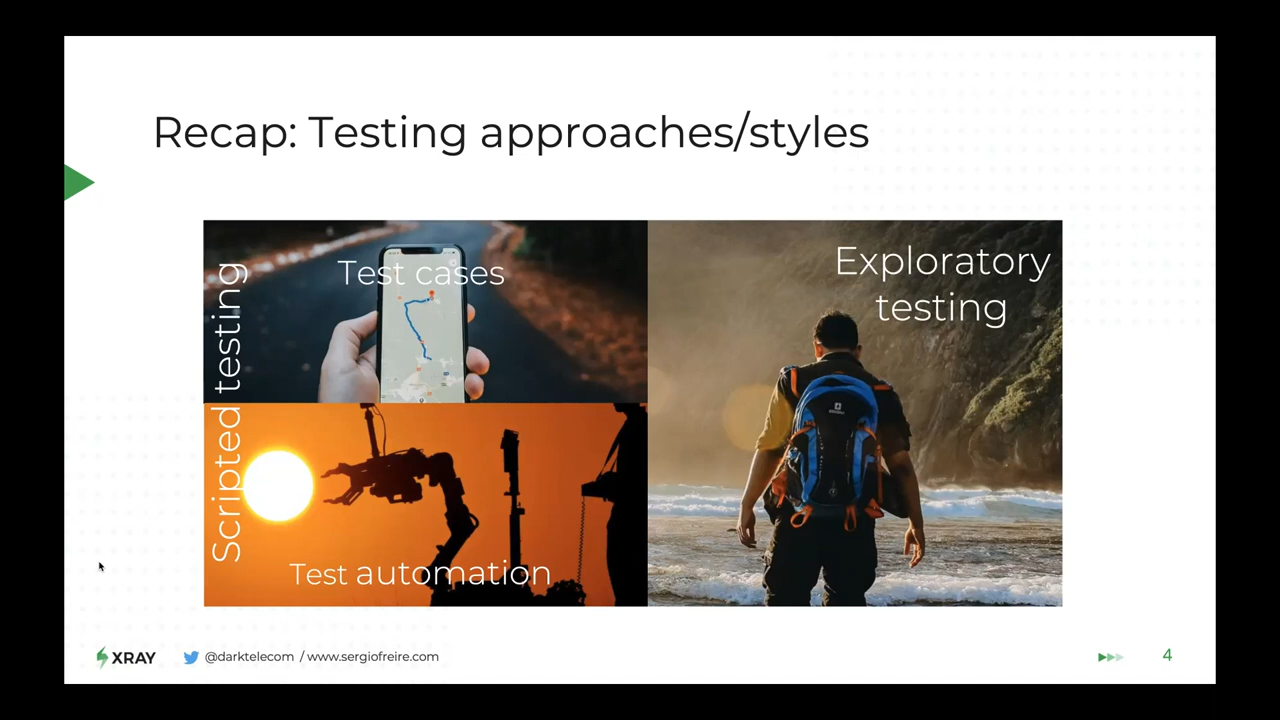 Recap: Testing approaches/styles
Scripted testing
Test cases
Test automation
Exploratory
testing
XRAY
@darktelecom / www.sergiofreire.com
4